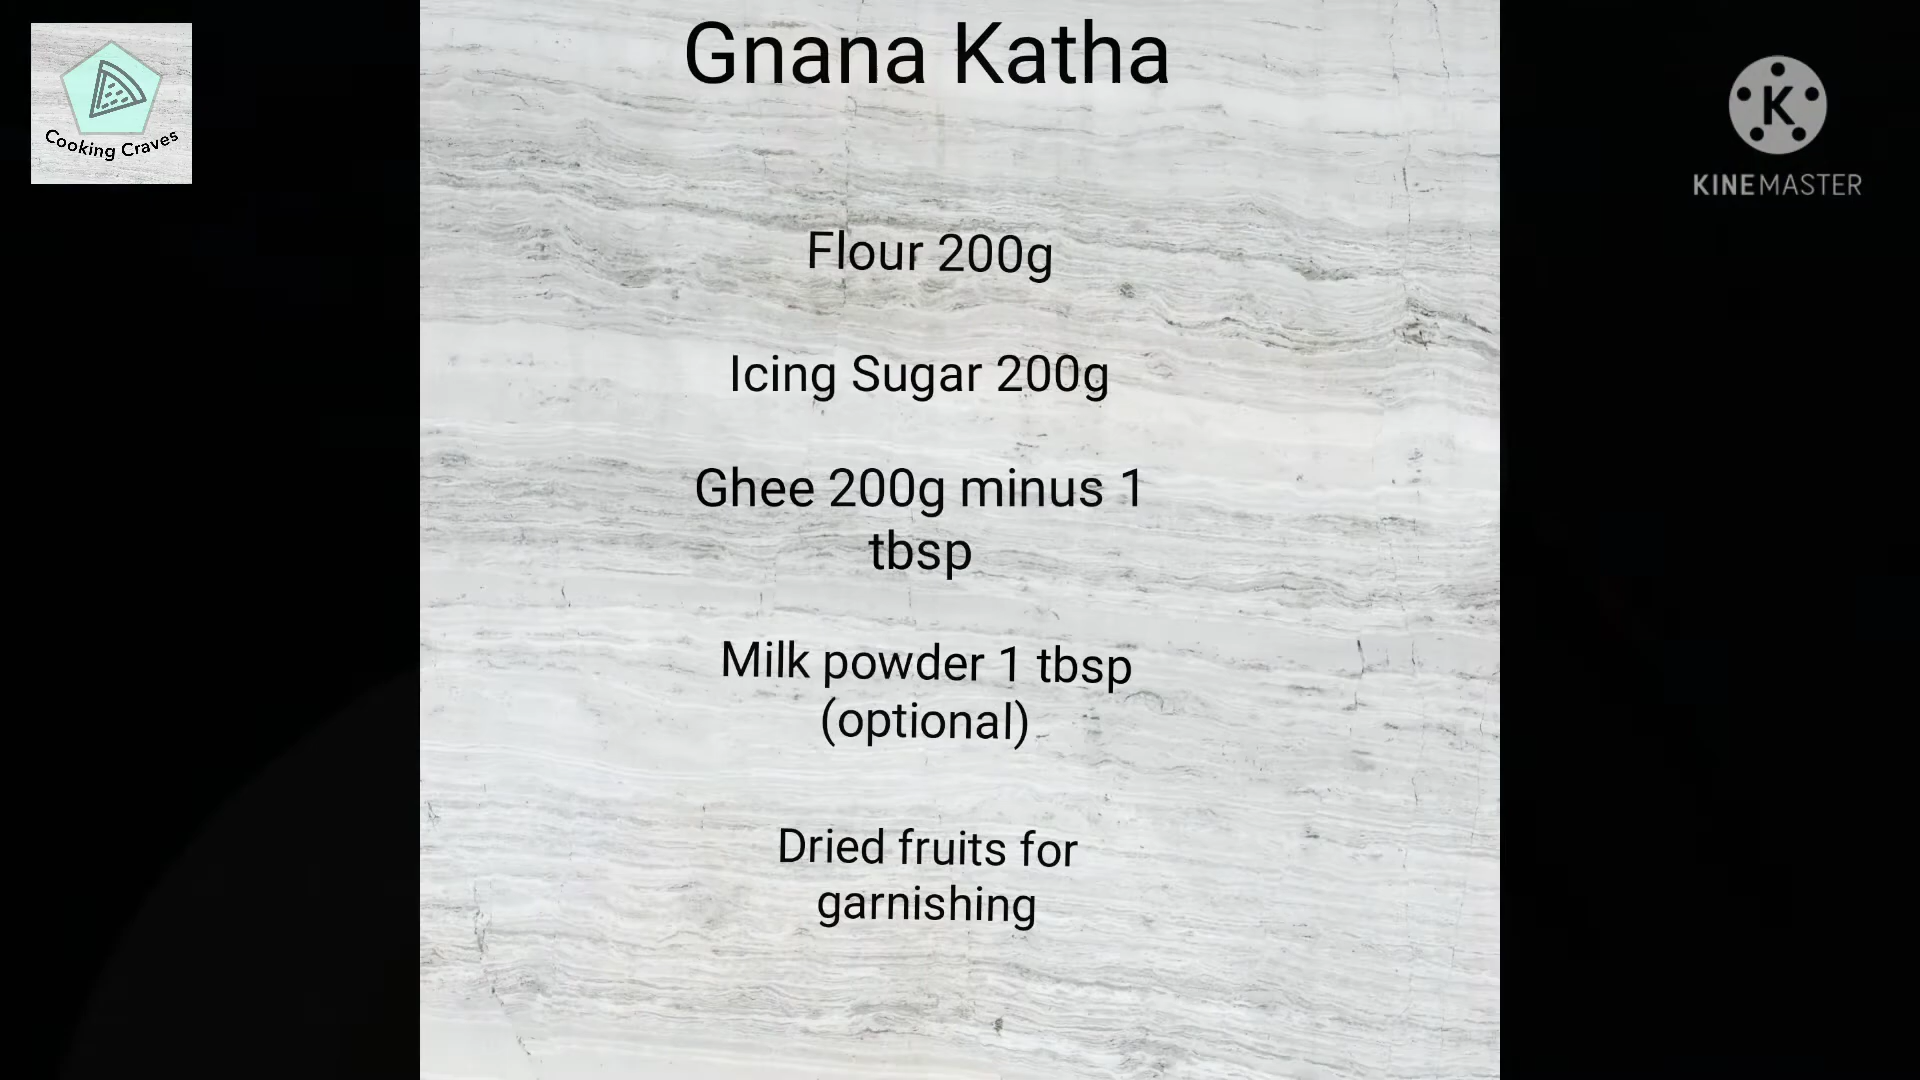 Gnana Katha
Cooking Craves
K
KINEMASTER
Flour 200g
Icing Sugar 200g
Ghee 200g minus 1
tbsp
Milk powder 1 tbsp
(optional)
Dried fruits for
garnishing